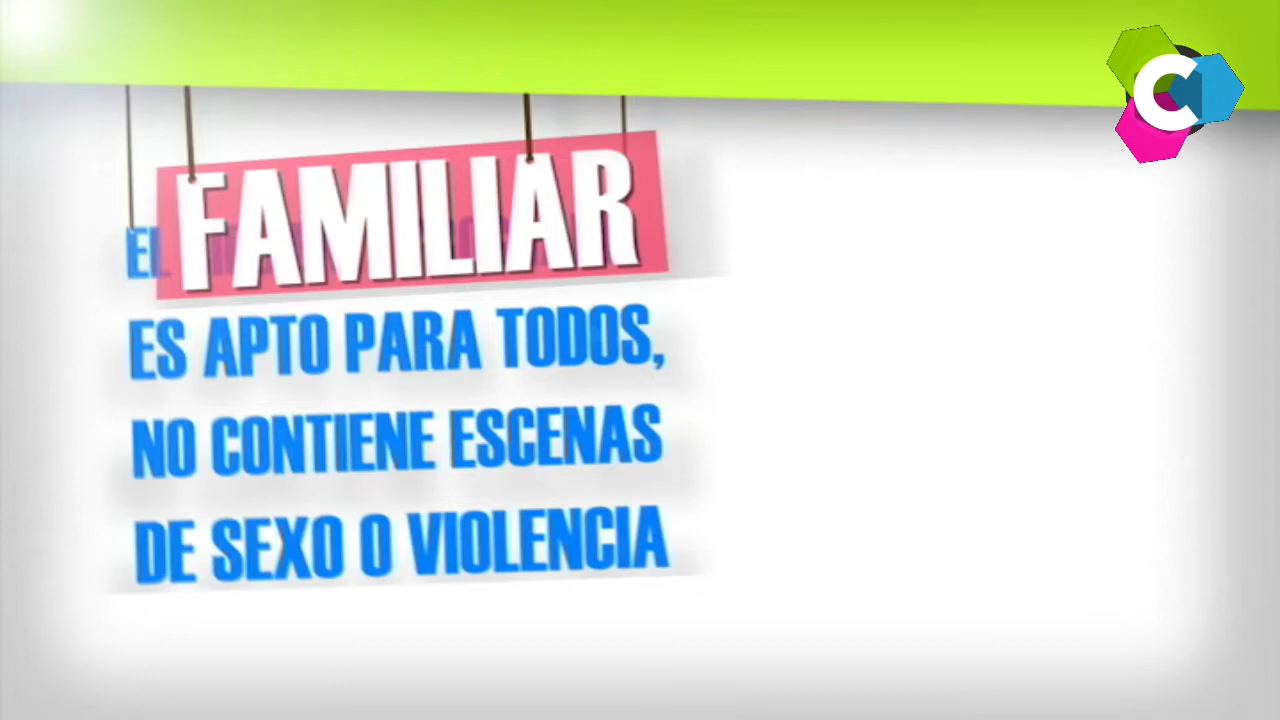 C
EL
FAMILIAR
ES APTO PARA TODOS,
NO CONTIENE ESCENAS
DE SEXO O VIOLENCIA